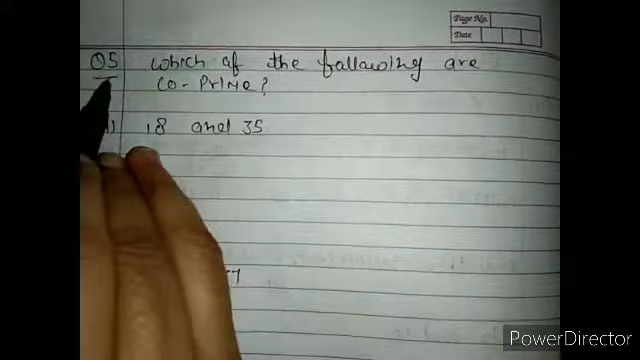 Page No.
Date
Q5 Which of the following are
Co-Prime?
18 and 35
PowerDirector